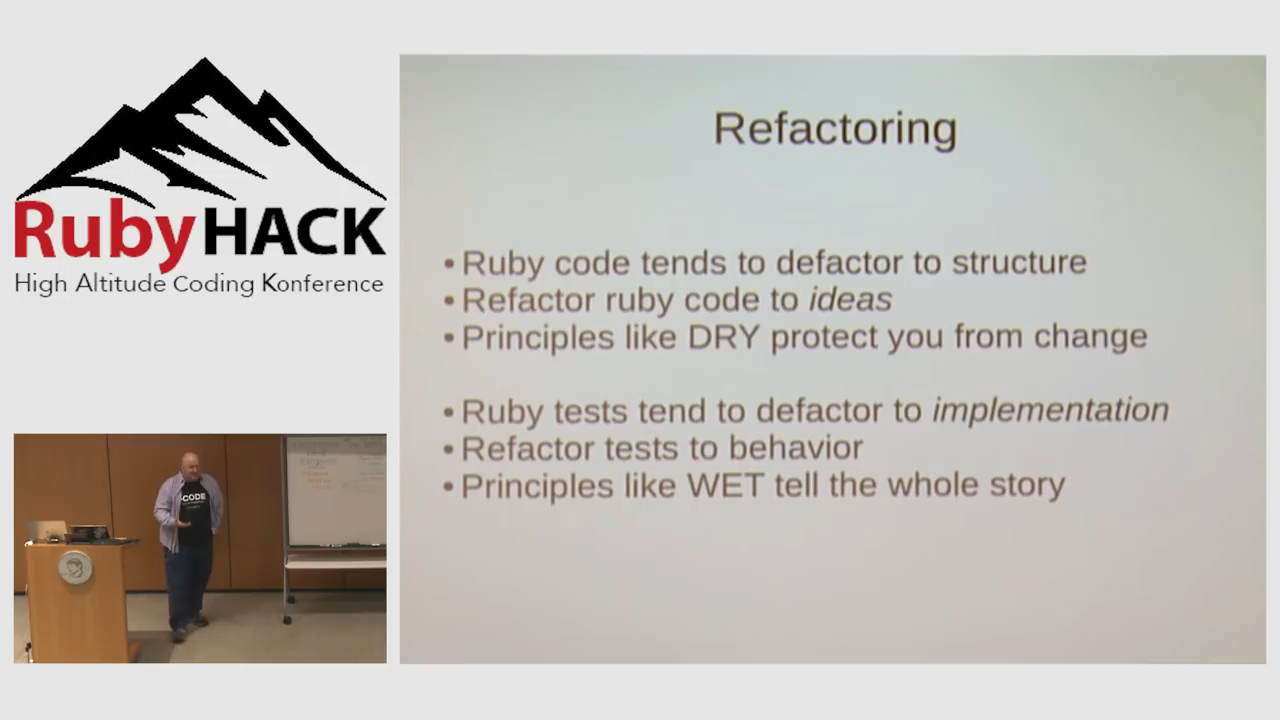 RubyHACK
High Altitude Coding Konference
Refactoring
• Ruby code tends to defactor to structure
• Refactor ruby code to ideas
• Principles like DRY protect you from change
• Ruby tests tend to defactor to implementation
• Refactor tests to behavior
• Principles like WET tell the whole story
CODE